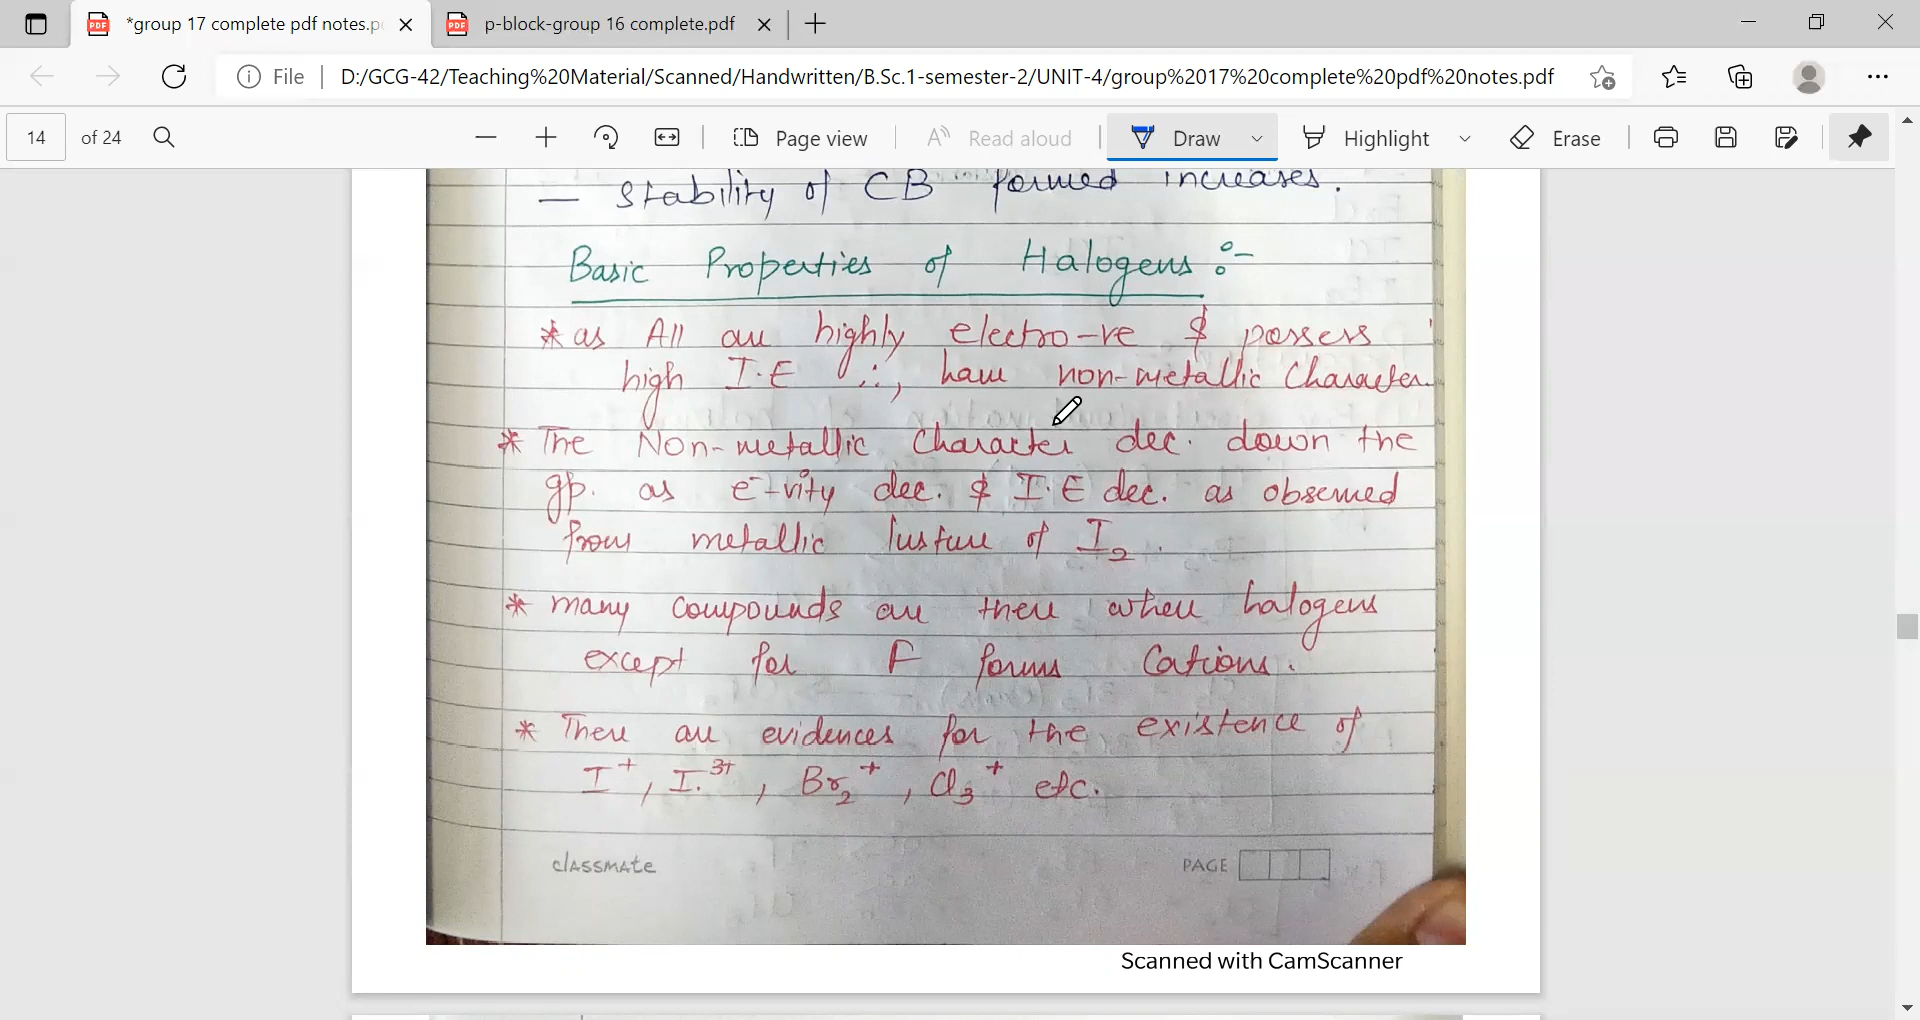 *group 17 complete pdf notes.p
p-block-group 16 complete.pdf
File
D:/GCG-42/Teaching%20Material/Scanned/Handwritten/B.Sc.1-semester-2/UNIT-4/group%2017%20complete%20pdf%20notes.pdf
14 of 24
Page view
Read aloud
Draw
Highlight
Erase
— Stability of CB formed increases.
Basic Properties of Halogens :-
* as All are highly electro-ve & possess
high I.E ∴, have non-metallic Character.
* The Non-metallic Character dec. down the
gp. as e⁻-vity dec. & I.E dec. as observed
from metallic lusture of I₂.
* many compounds are there where halogens
except for F forms Cations.
* There are evidences for the existence of
I⁺, I.³⁺, Br₂⁺, Cl₃⁺ etc.
classmate
PAGE
Scanned with CamScanner